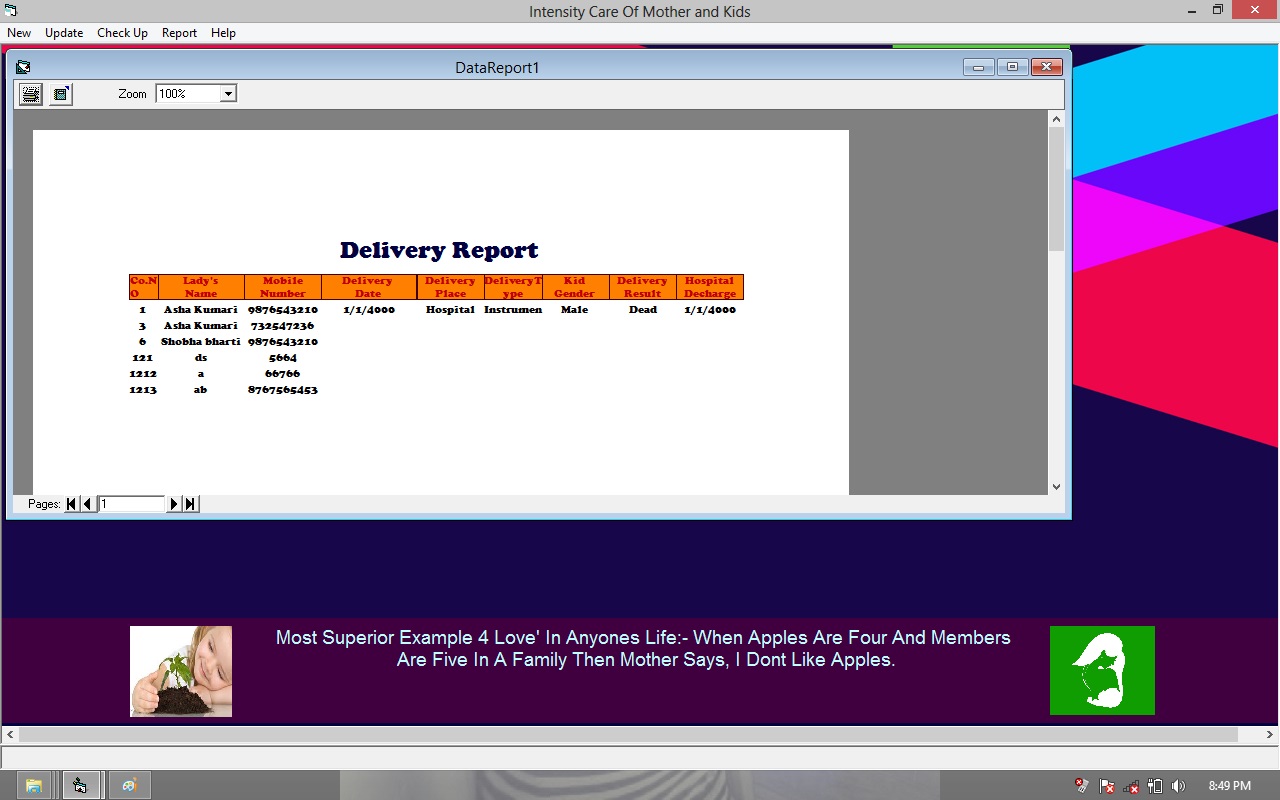 Intensity Care Of Mother and Kids
New Update Check Up Report Help
DataReport1
Zoom 100%
Delivery Report
Co.N Lady's Mobile Delivery Delivery DeliveryT Kid Delivery Hospital
O Name Number Date Place ype Gender Result Decharge
1 Asha Kumari 9876543210 1/1/4000 Hospital Instrumen Male Dead 1/1/4000
3 Asha Kumari 732547236
6 Shobha bharti 9876543210
121 ds 5664
1212 a 66766
1213 ab 8767565453
Pages: 1
Most Superior Example 4 Love' In Anyones Life:- When Apples Are Four And Members
Are Five In A Family Then Mother Says, I Dont Like Apples.
8:49 PM